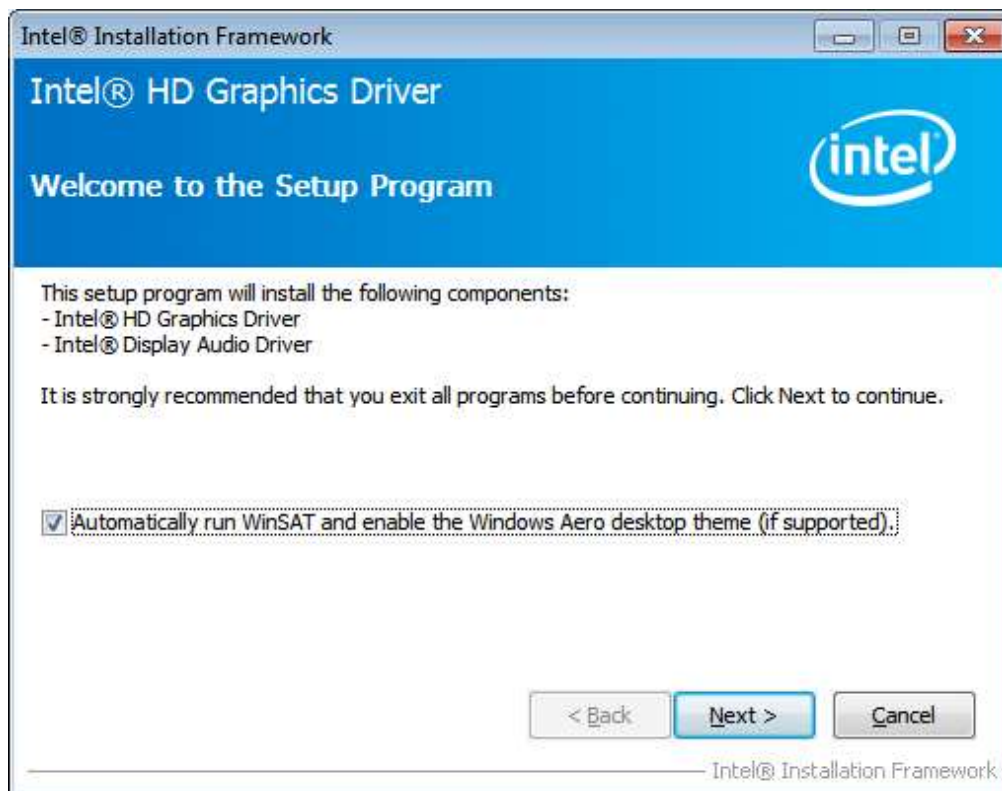 Intel® Installation Framework
Intel® HD Graphics Driver
intel
Welcome to the Setup Program
This setup program will install the following components:
- Intel® HD Graphics Driver
- Intel® Display Audio Driver
It is strongly recommended that you exit all programs before continuing. Click Next to continue.
Automatically run WinSAT and enable the Windows Aero desktop theme (if supported).
< Back Next > Cancel
Intel® Installation Framework